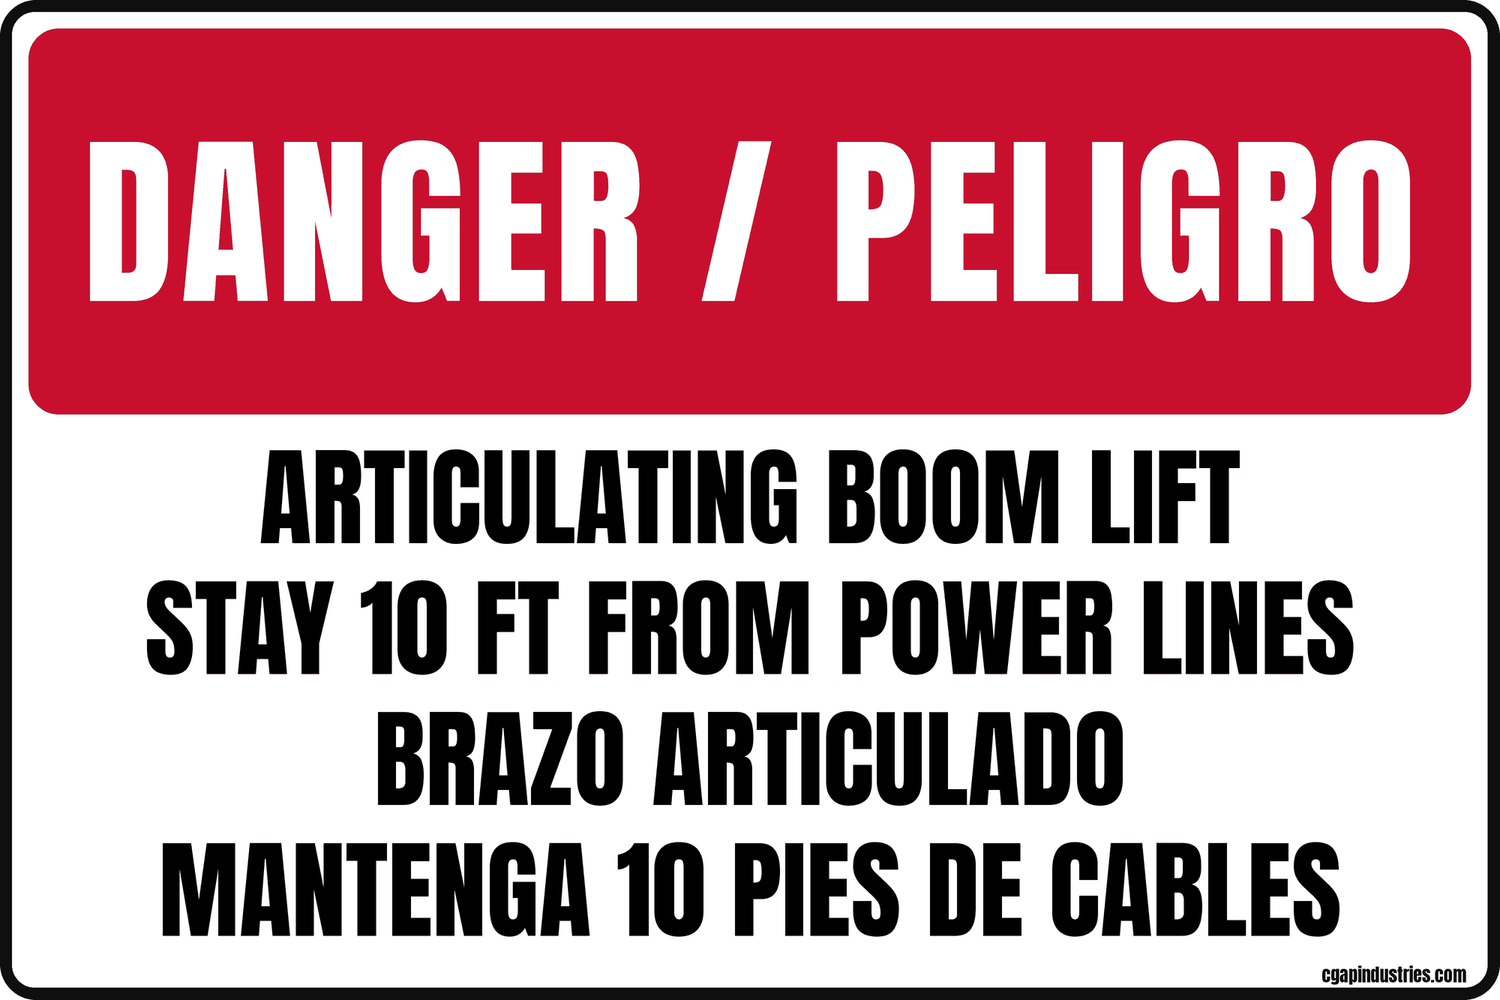 DANGER / PELIGRO
ARTICULATING BOOM LIFT
STAY 10 FT FROM POWER LINES
BRAZO ARTICULADO
MANTENGA 10 PIES DE CABLES
cgapindustries.com